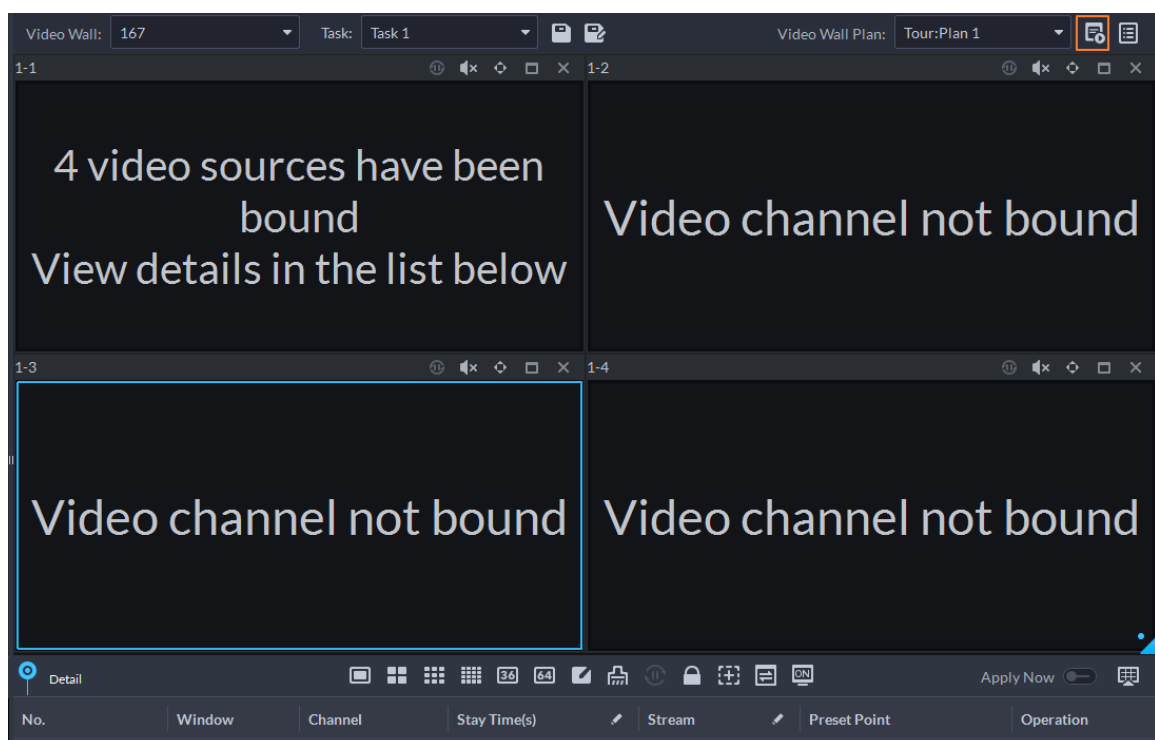 Video Wall: 167 Task: Task 1 Video Wall Plan: Tour:Plan 1
1-1
1-2
4 video sources have been
bound
View details in the list below
Video channel not bound
1-3
1-4
Video channel not bound
Video channel not bound
Detail 36 64 ON Apply Now
No. Window Channel Stay Time(s) Stream Preset Point Operation